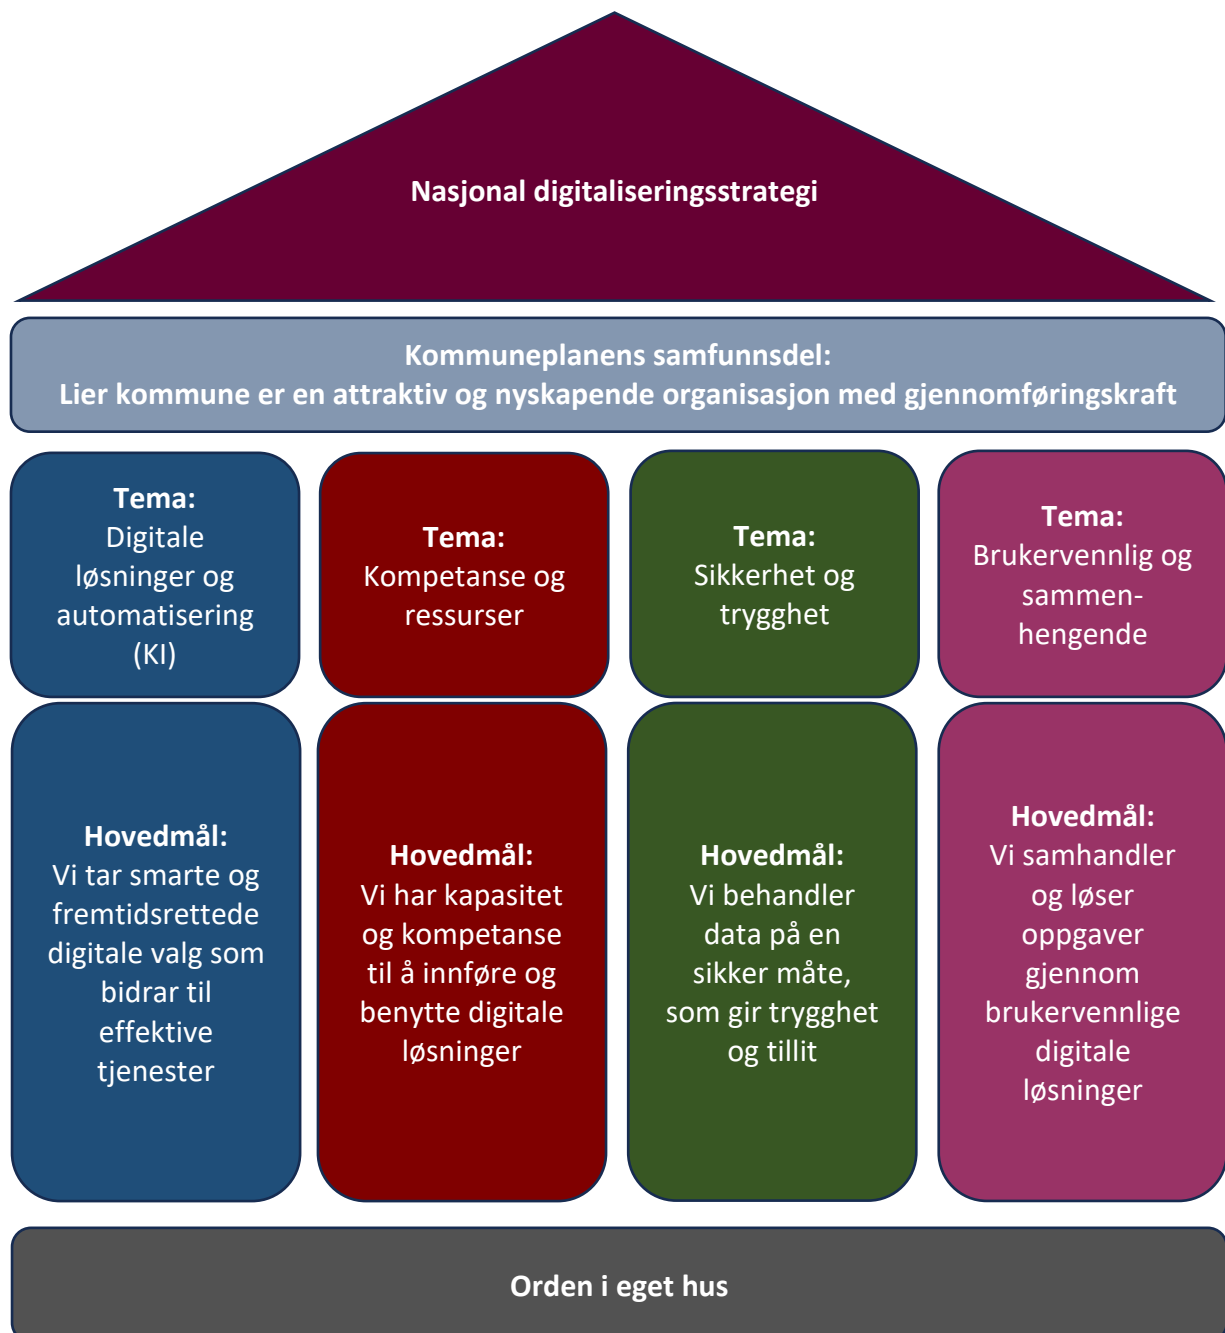 Nasjonal digitaliseringsstrategi
Kommuneplanens samfunnsdel:
Lier kommune er en attraktiv og nyskapende organisasjon med gjennomføringskraft
Tema:
Digitale
løsninger og
automatisering
(KI)
Tema:
Kompetanse og
ressurser
Tema:
Sikkerhet og
trygghet
Tema:
Brukervennlig og
sammen-
hengende
Hovedmål:
Vi tar smarte og
fremtidsrettede
digitale valg som
bidrar til
effektive
tjenester
Hovedmål:
Vi har kapasitet
og kompetanse
til å innføre og
benytte digitale
løsninger
Hovedmål:
Vi behandler
data på en
sikker måte,
som gir trygghet
og tillit
Hovedmål:
Vi samhandler
og løser
oppgaver
gjennom
brukervennlige
digitale
løsninger
Orden i eget hus